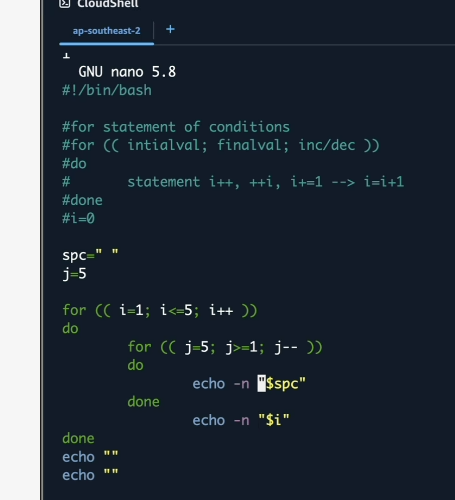 CloudShell
ap-southeast-2 +
GNU nano 5.8
#!/bin/bash
#for statement of conditions
#for (( intialval; finalval; inc/dec ))
#do
#       statement i++, ++i, i+=1 --> i=i+1
#done
#i=0
spc=" "
j=5
for (( i=1; i<=5; i++ ))
do
        for (( j=5; j>=1; j-- ))
        do
                echo -n "$spc"
        done
                echo -n "$i"
done
echo ""
echo ""